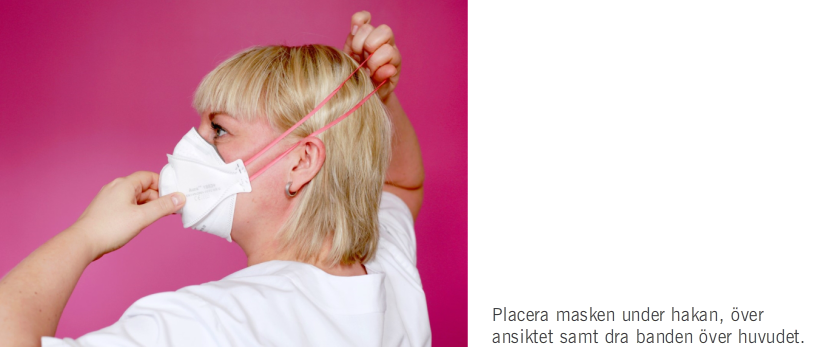 Placera masken under hakan, över
ansiktet samt dra banden över huvudet.